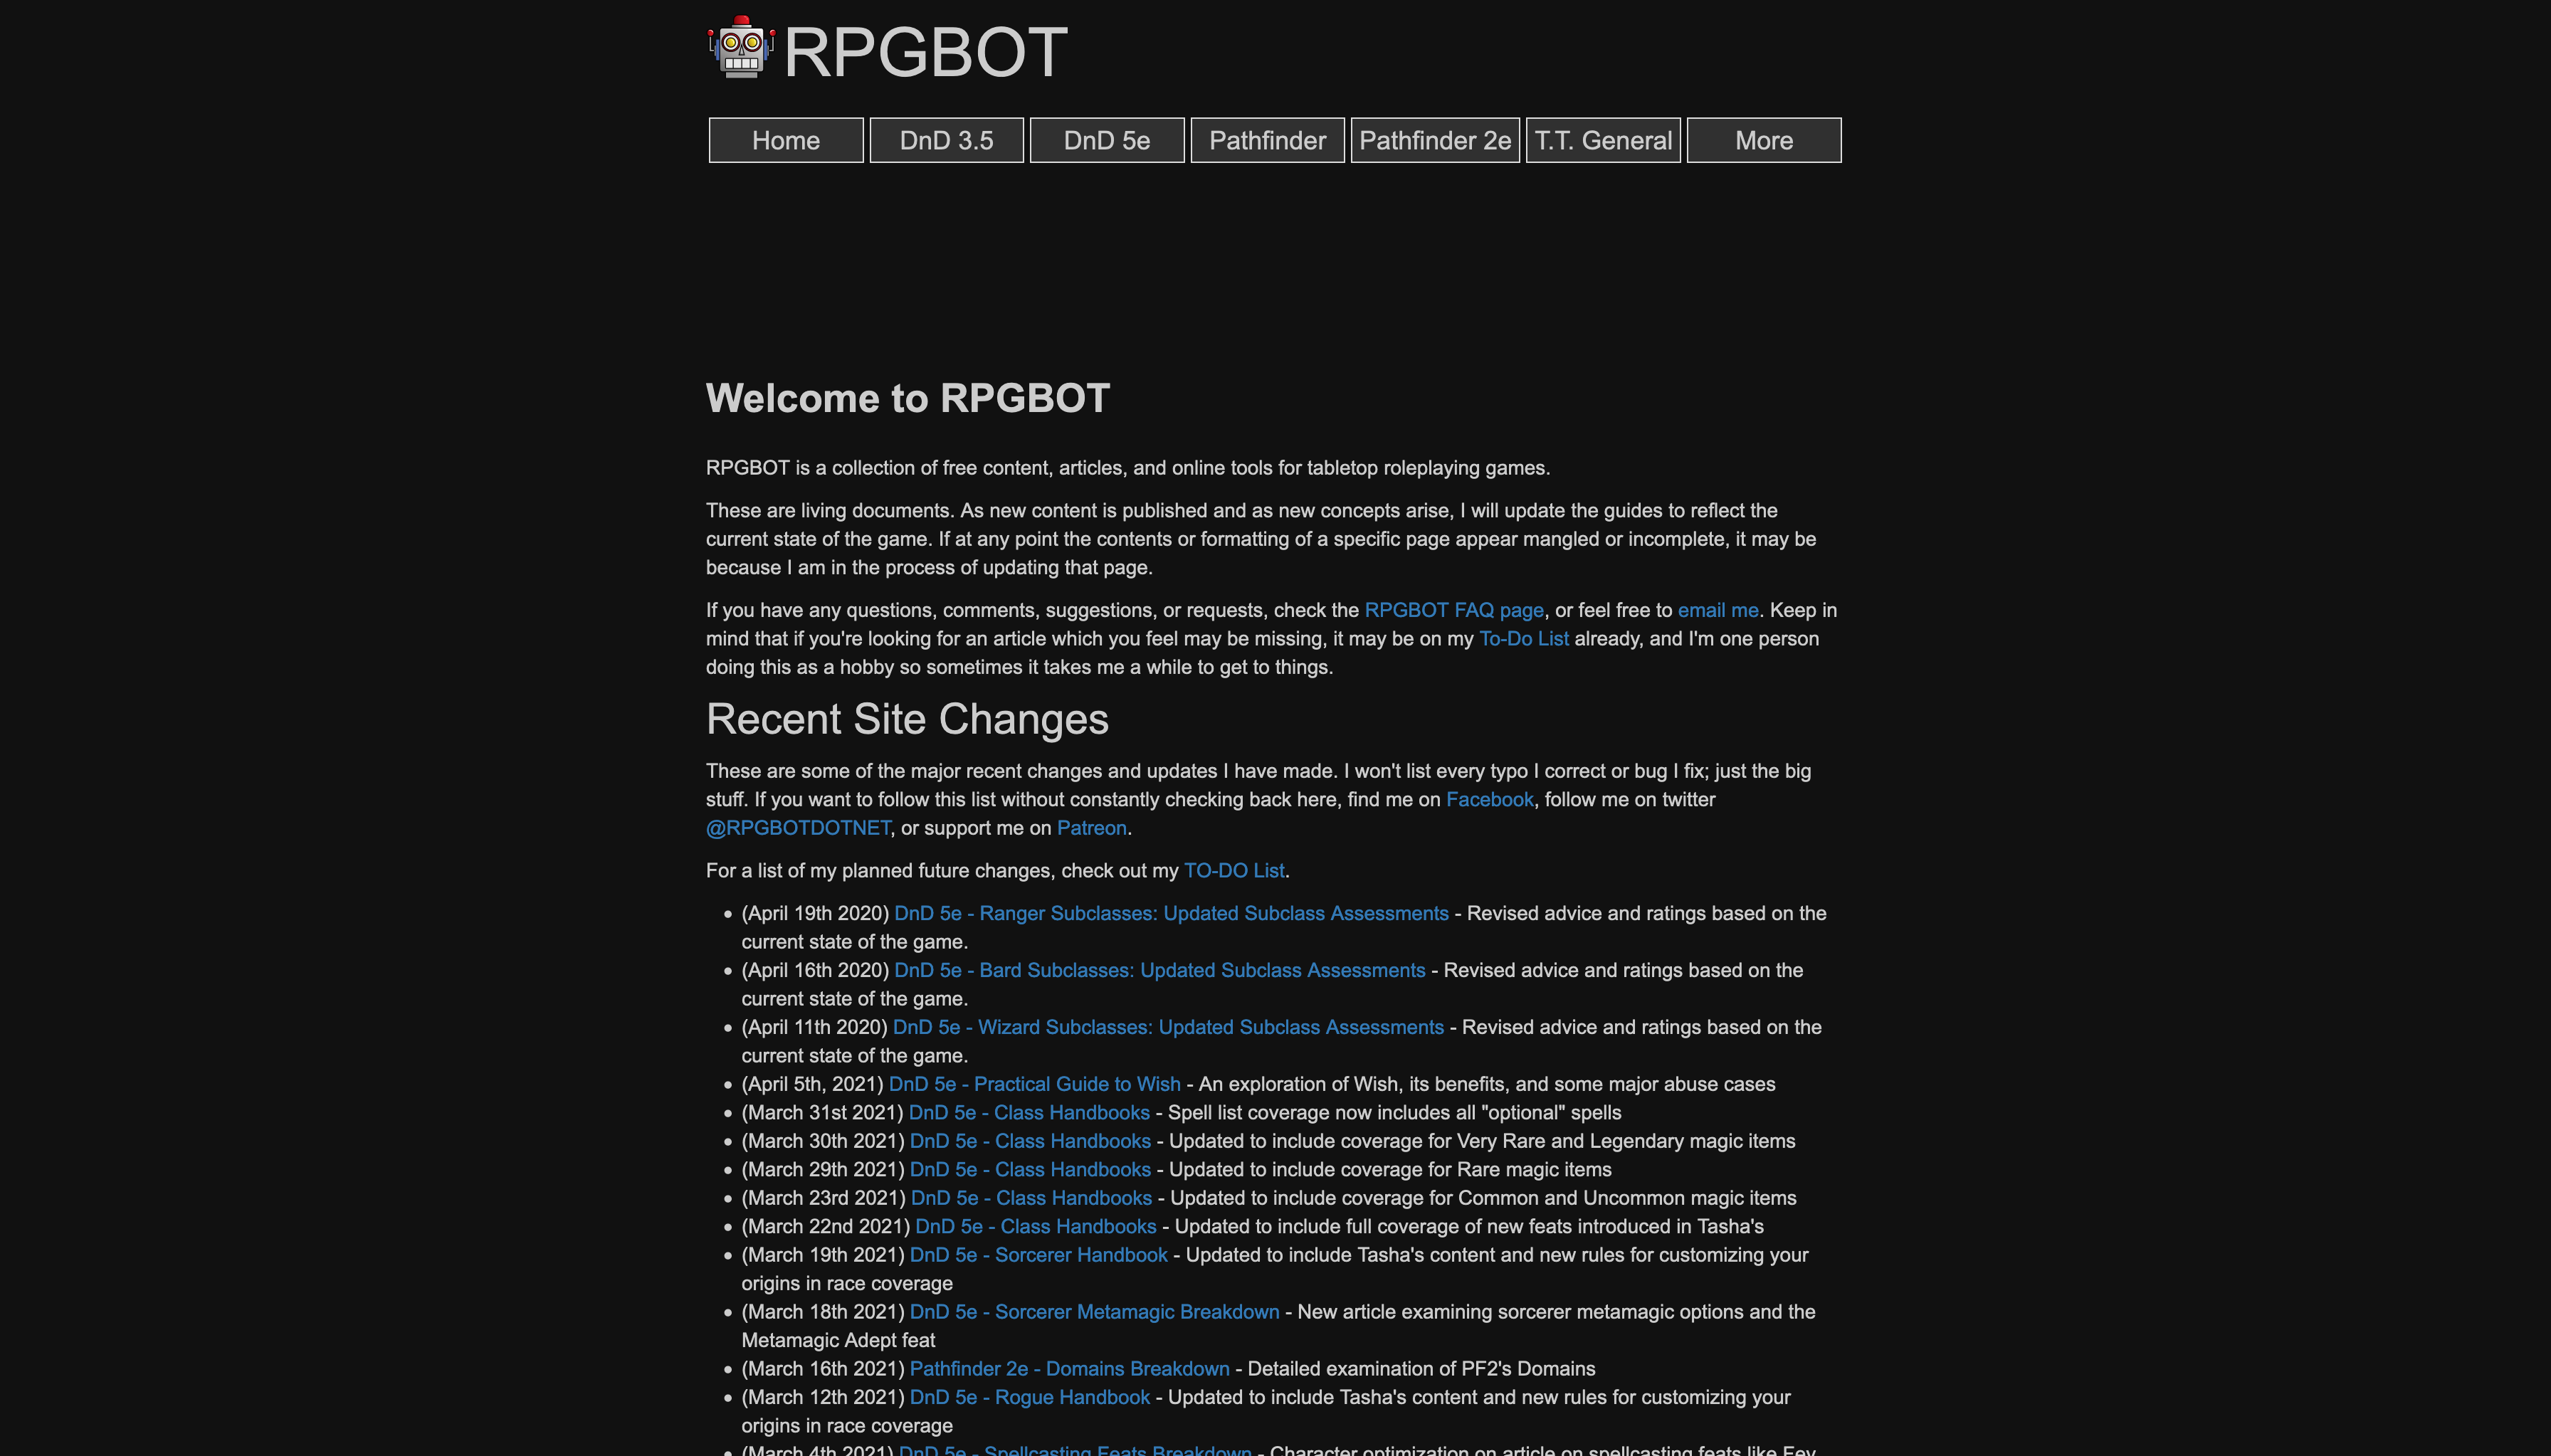 RPGBOT
Home
DnD 3.5
DnD 5e
Pathfinder
Pathfinder 2e
T.T. General
More
Welcome to RPGBOT
RPGBOT is a collection of free content, articles, and online tools for tabletop roleplaying games.
These are living documents. As new content is published and as new concepts arise, I will update the guides to reflect the
current state of the game. If at any point the contents or formatting of a specific page appear mangled or incomplete, it may be
because I am in the process of updating that page.
If you have any questions, comments, suggestions, or requests, check the RPGBOT FAQ page, or feel free to email me. Keep in
mind that if you're looking for an article which you feel may be missing, it may be on my To-Do List already, and I'm one person
doing this as a hobby so sometimes it takes me a while to get to things.
Recent Site Changes
These are some of the major recent changes and updates I have made. I won't list every typo I correct or bug I fix; just the big
stuff. If you want to follow this list without constantly checking back here, find me on Facebook, follow me on twitter
@RPGBOTDOTNET, or support me on Patreon.
For a list of my planned future changes, check out my TO-DO List.
• (April 19th 2020) DnD 5e - Ranger Subclasses: Updated Subclass Assessments - Revised advice and ratings based on the
current state of the game.
• (April 16th 2020) DnD 5e - Bard Subclasses: Updated Subclass Assessments - Revised advice and ratings based on the
current state of the game.
• (April 11th 2020) DnD 5e - Wizard Subclasses: Updated Subclass Assessments - Revised advice and ratings based on the
current state of the game.
• (April 5th, 2021) DnD 5e - Practical Guide to Wish - An exploration of Wish, its benefits, and some major abuse cases
• (March 31st 2021) DnD 5e - Class Handbooks - Spell list coverage now includes all "optional" spells
• (March 30th 2021) DnD 5e - Class Handbooks - Updated to include coverage for Very Rare and Legendary magic items
• (March 29th 2021) DnD 5e - Class Handbooks - Updated to include coverage for Rare magic items
• (March 23rd 2021) DnD 5e - Class Handbooks - Updated to include coverage for Common and Uncommon magic items
• (March 22nd 2021) DnD 5e - Class Handbooks - Updated to include full coverage of new feats introduced in Tasha's
• (March 19th 2021) DnD 5e - Sorcerer Handbook - Updated to include Tasha's content and new rules for customizing your
origins in race coverage
• (March 18th 2021) DnD 5e - Sorcerer Metamagic Breakdown - New article examining sorcerer metamagic options and the
Metamagic Adept feat
• (March 16th 2021) Pathfinder 2e - Domains Breakdown - Detailed examination of PF2's Domains
• (March 12th 2021) DnD 5e - Rogue Handbook - Updated to include Tasha's content and new rules for customizing your
origins in race coverage
• (March 4th 2021) DnD 5e - Spellcasting Feats Breakdown - Character optimization on article on spellcasting feats like Fey